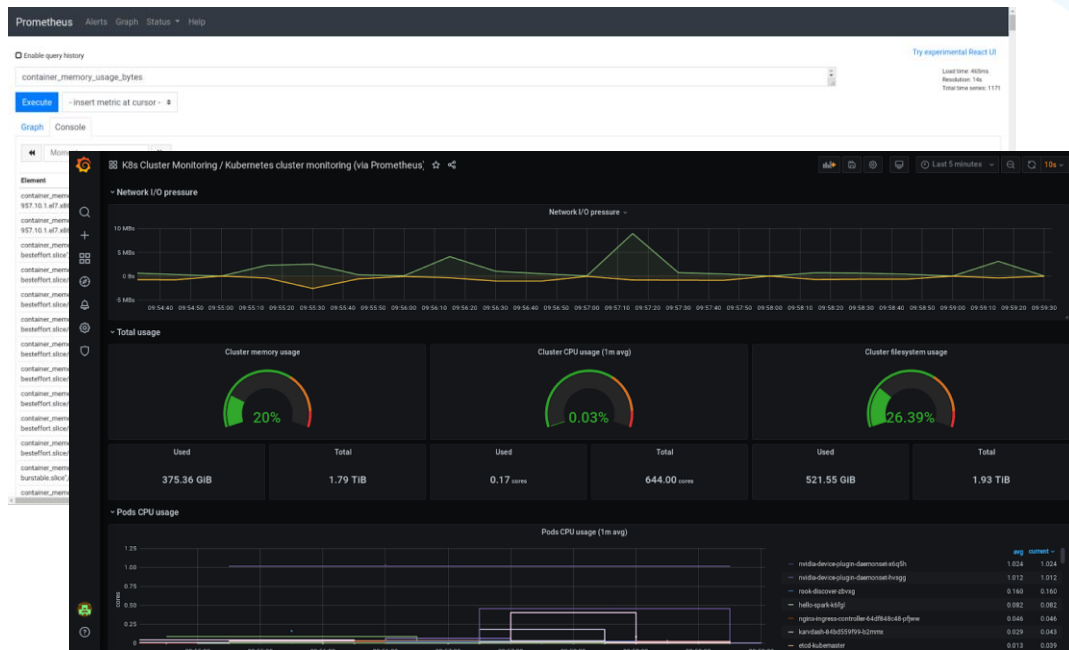 Prometheus Alerts Graph Status Help
Enable query history
Try experimental React UI
container_memory_usage_bytes
Load time: 465ms
Resolution: 14s
Total time series: 1171
Execute - insert metric at cursor -
Graph Console
Element
K8s Cluster Monitoring / Kubernetes cluster monitoring (via Prometheus)
Last 5 minutes 10s
Network I/O pressure
Network I/O pressure
10 MBs
5 MBs
0 Bs
-5 MBs
09:54:40 09:54:50 09:55:00 09:55:10 09:55:20 09:55:30 09:55:40 09:55:50 09:56:00 09:56:10 09:56:20 09:56:30 09:56:40 09:56:50 09:57:00 09:57:10 09:57:20 09:57:30 09:57:40 09:57:50 09:58:00 09:58:10 09:58:20 09:58:30 09:58:40 09:58:50 09:59:00 09:59:10 09:59:20 09:59:30
Total usage
Cluster memory usage Cluster CPU usage (1m avg) Cluster filesystem usage
20% 0.03% 26.39%
Used Total Used Total Used Total
375.36 GiB 1.79 TiB 0.17 cores 644.00 cores 521.55 GiB 1.93 TiB
Pods CPU usage
Pods CPU usage (1m avg)
cores
1.25
1.00
0.75
0.50
0.25
0
avg current
nvidia-device-plugin-daemonset-s6q5h 1.024 1.024
nvidia-device-plugin-daemonset-hvsgg 1.012 1.012
rook-discover-zbvxg 0.160 0.160
hello-spark-k6fgi 0.082 0.082
nginx-ingress-controller-64df848c48-pfjww 0.046 0.046
karvdash-84bd559f99-b2mmx 0.029 0.043
etcd-kubemaster 0.013 0.039